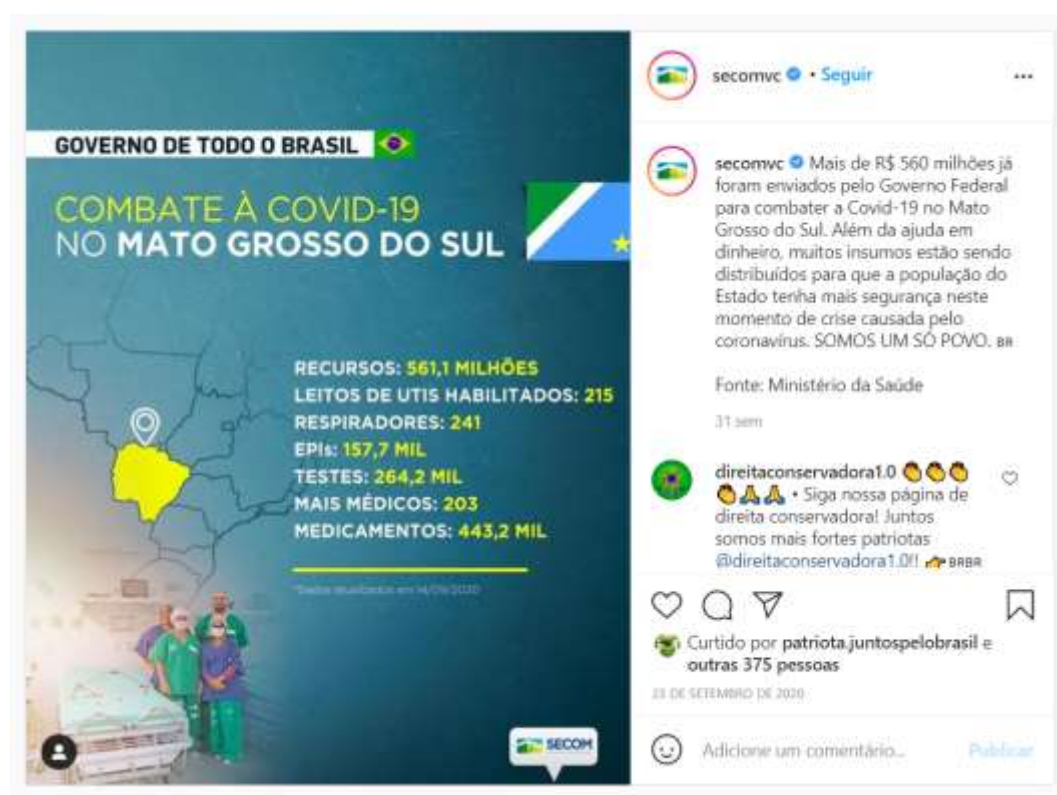 GOVERNO DE TODO O BRASIL
COMBATE À COVID-19
NO MATO GROSSO DO SUL
RECURSOS: 561,1 MILHÕES
LEITOS DE UTIS HABILITADOS: 215
RESPIRADORES: 241
EPIs: 157,7 MIL
TESTES: 264,2 MIL
MAIS MÉDICOS: 203
MEDICAMENTOS: 443,2 MIL
*Dados atualizados em 14/09/2020
SECOM
secomvc • Seguir
secomvc Mais de R$ 560 milhões já
foram enviados pelo Governo Federal
para combater a Covid-19 no Mato
Grosso do Sul. Além da ajuda em
dinheiro, muitos insumos estão sendo
distribuídos para que a população do
Estado tenha mais segurança neste
momento de crise causada pelo
coronavírus. SOMOS UM SÓ POVO. BR
Fonte: Ministério da Saúde
31 sem
direitaconservadora1.0 👏👏👏
👏🙏🙏 • Siga nossa página de
direita conservadora! Juntos
somos mais fortes patriotas
@direitaconservadora1.0!! 👉 BRBR
Curtido por patriota.juntospelobrasil e
outras 375 pessoas
23 DE SETEMBRO DE 2020
Adicione um comentário... Publicar